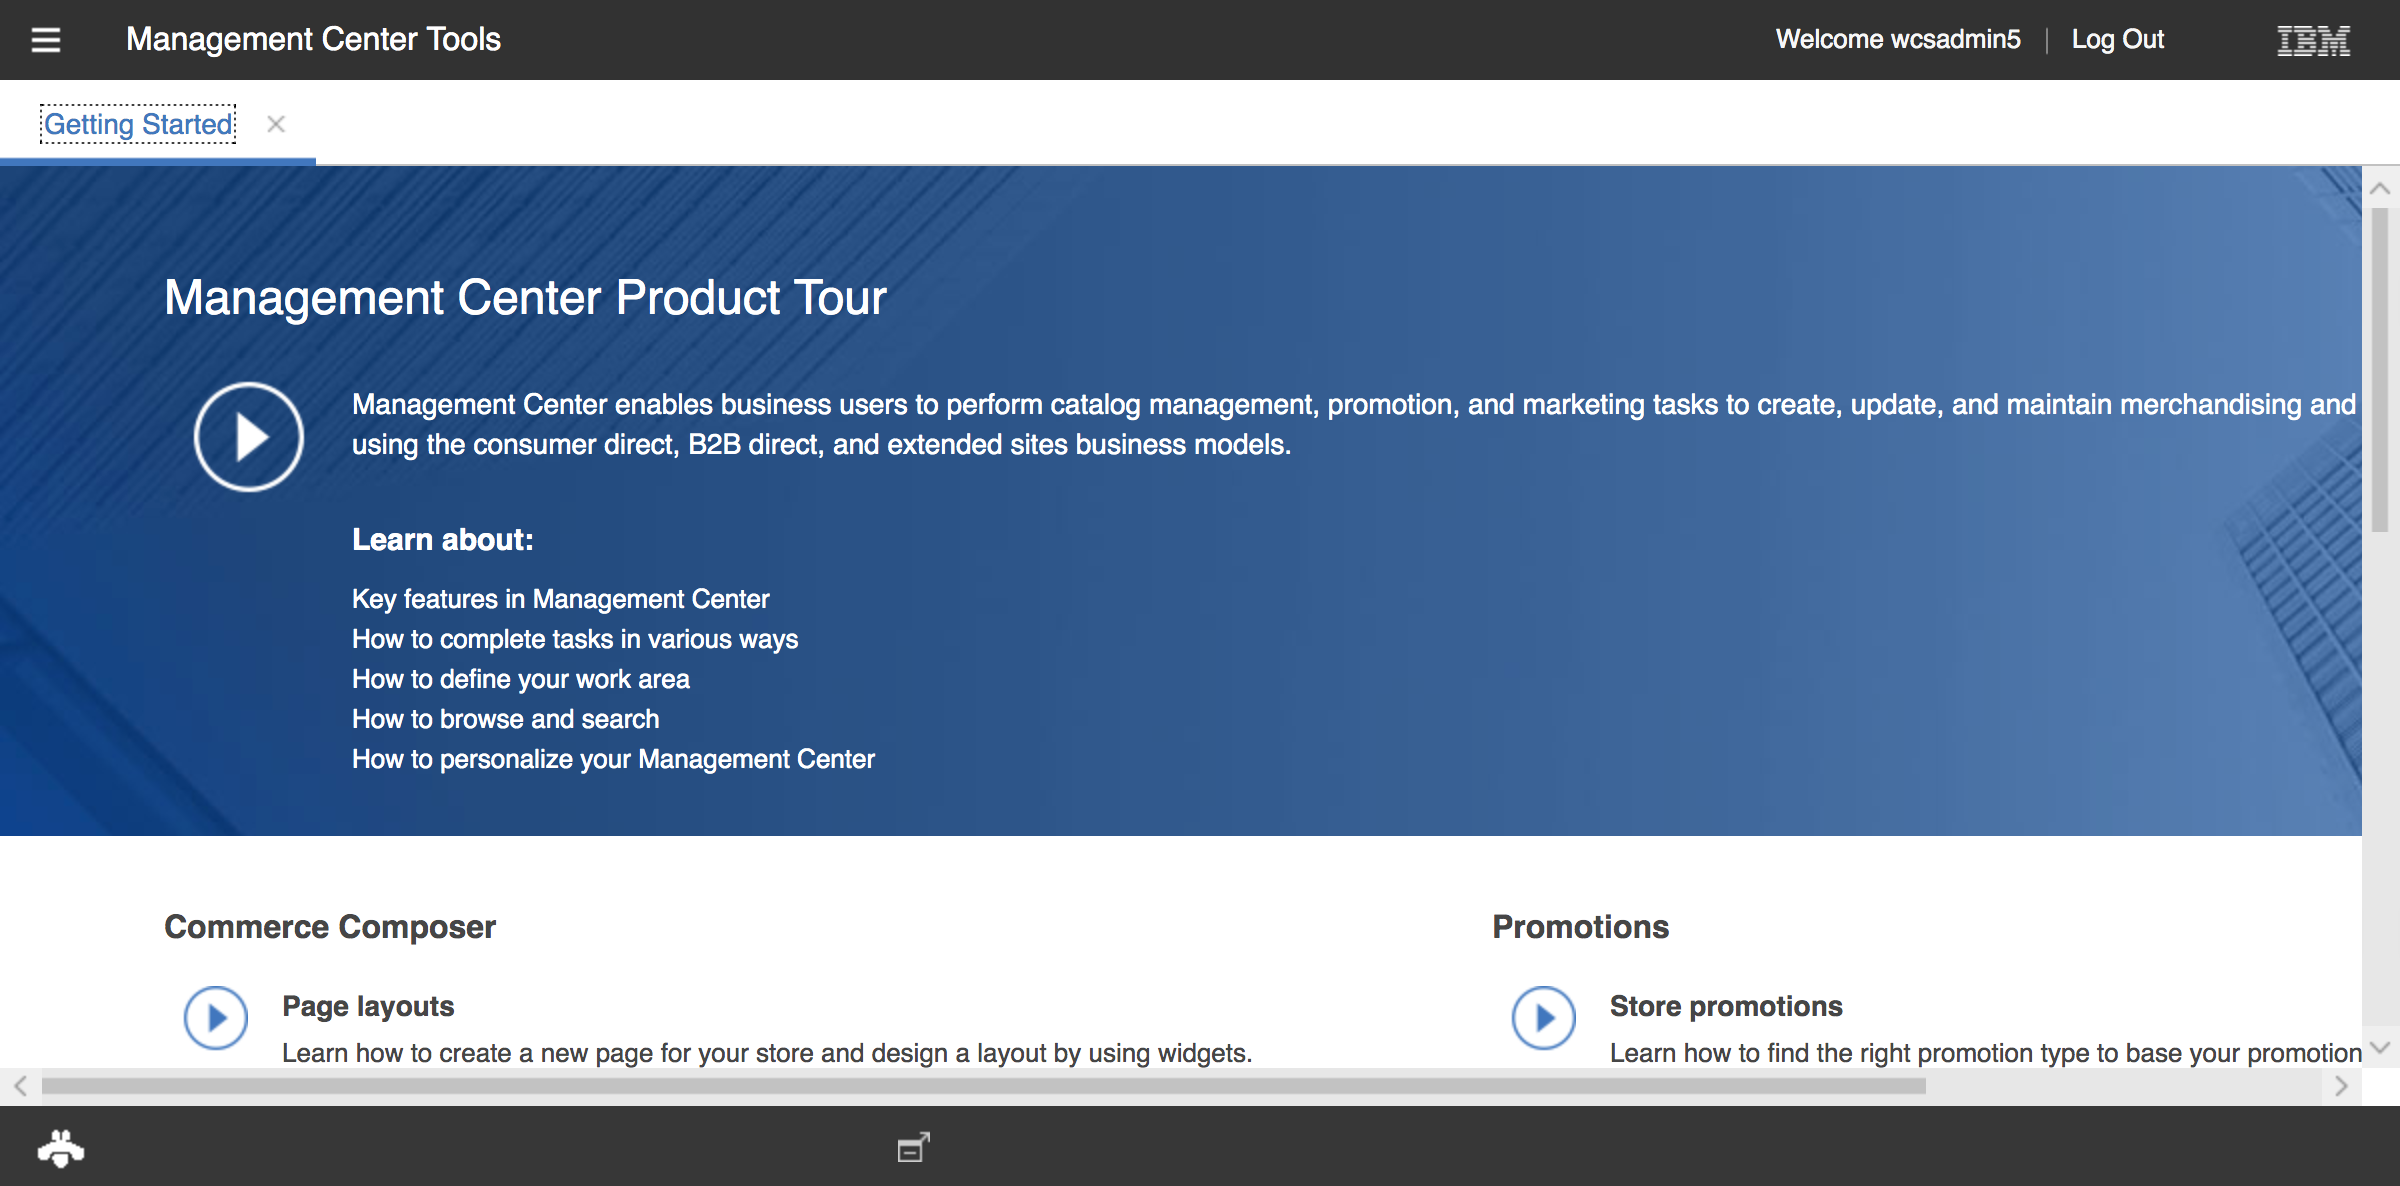 Management Center Tools
Welcome wcsadmin5
Log Out
IBM
Getting Started
Management Center Product Tour
Management Center enables business users to perform catalog management, promotion, and marketing tasks to create, update, and maintain merchandising and
using the consumer direct, B2B direct, and extended sites business models.
Learn about:
Key features in Management Center
How to complete tasks in various ways
How to define your work area
How to browse and search
How to personalize your Management Center
Commerce Composer
Page layouts
Learn how to create a new page for your store and design a layout by using widgets.
Promotions
Store promotions
Learn how to find the right promotion type to base your promotion